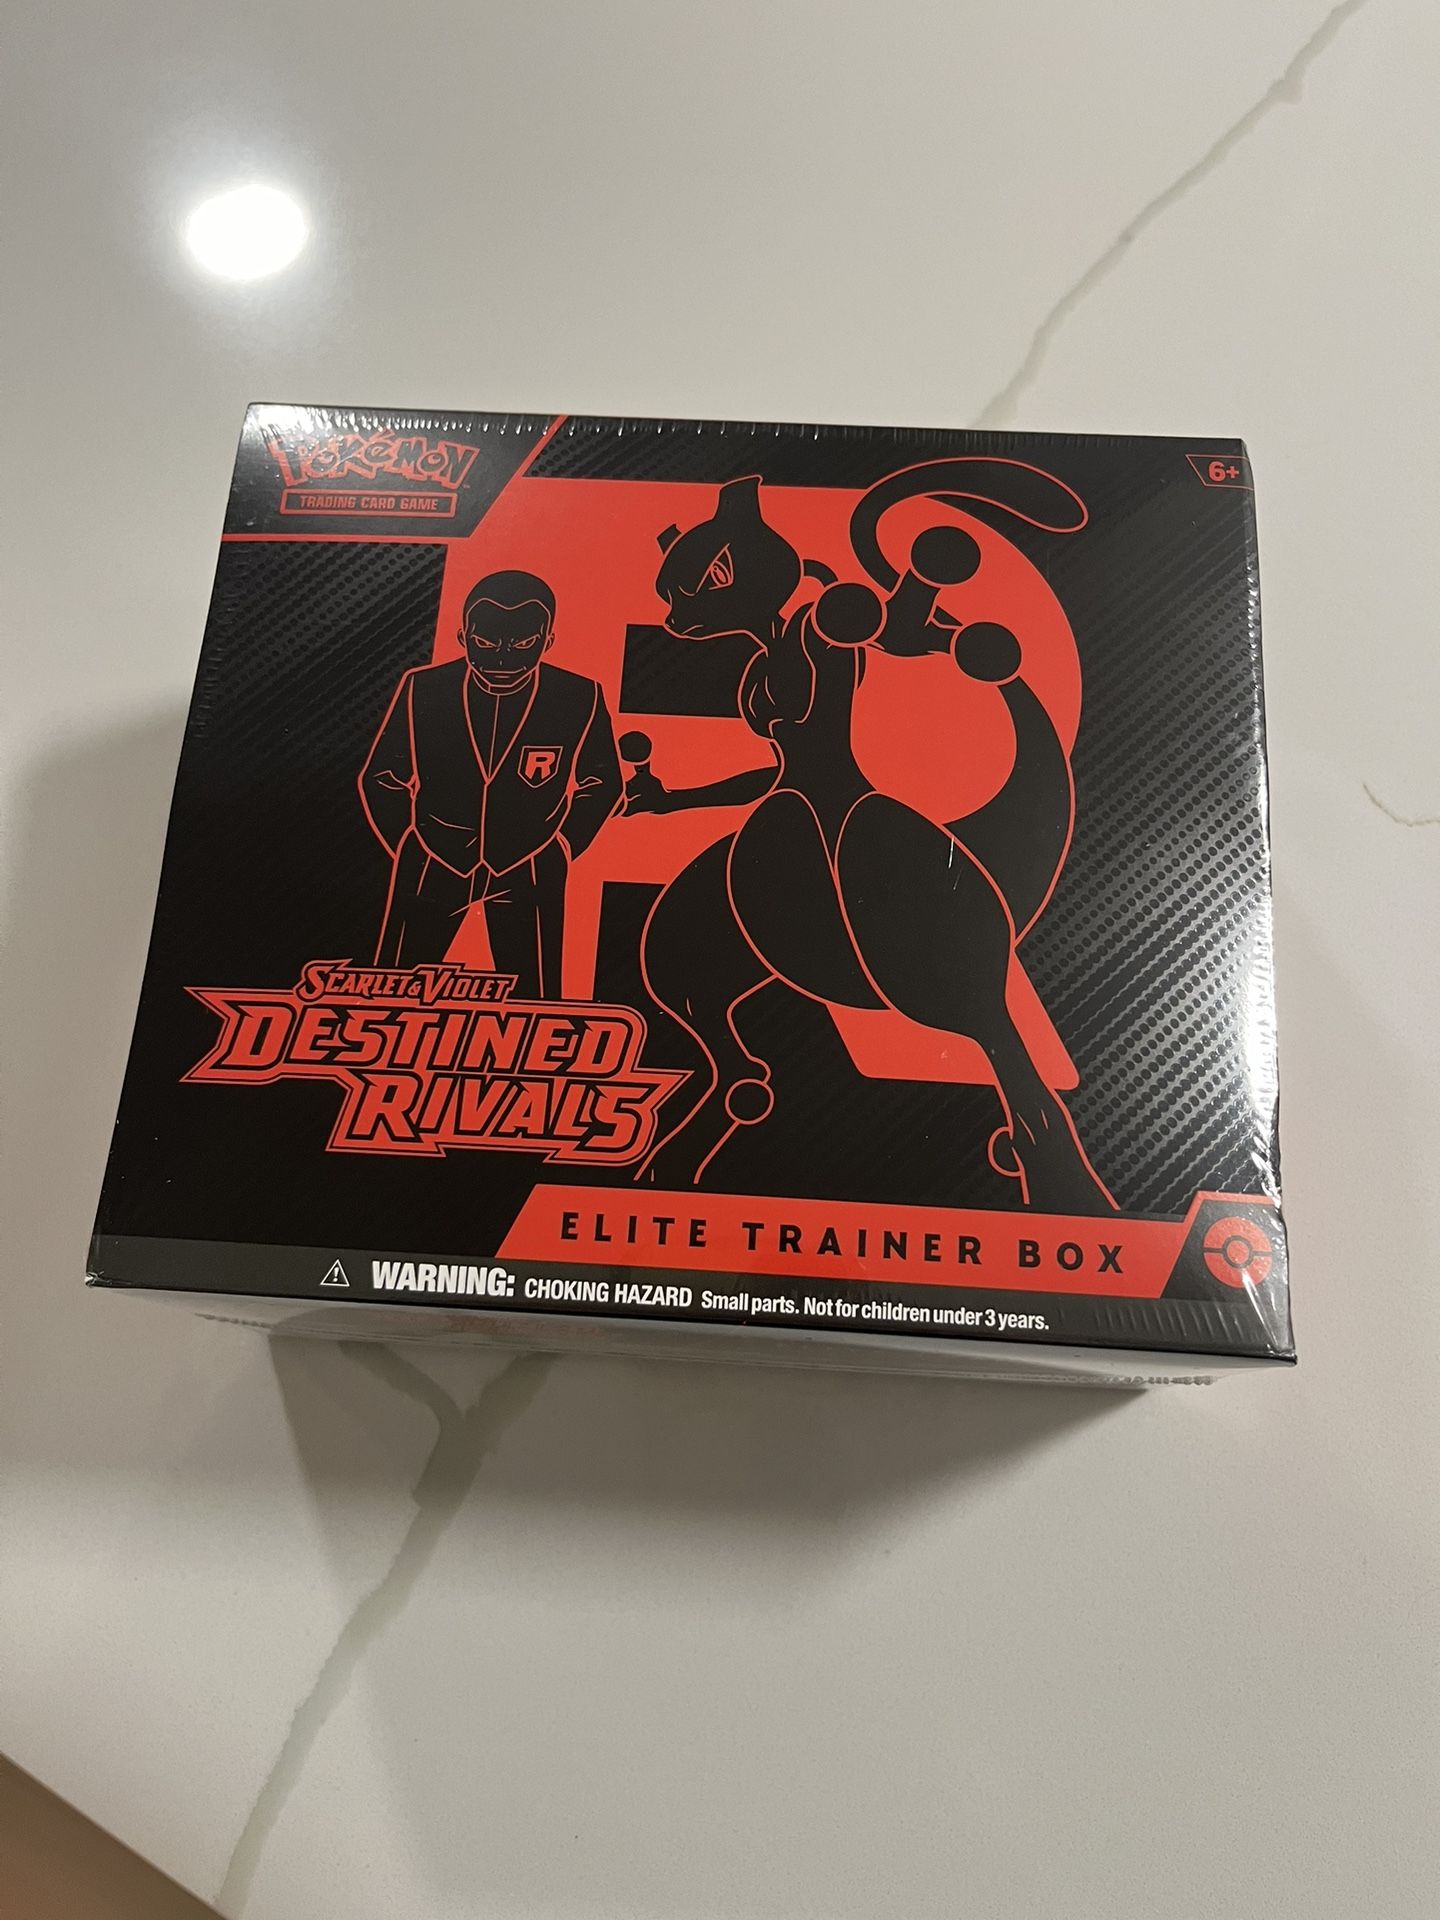 POKéMON
TRADING CARD GAME
6+
R
SCARLET & VIOLET
DESTINED
RIVALS
ELITE TRAINER BOX
WARNING: CHOKING HAZARD Small parts. Not for children under 3 years.